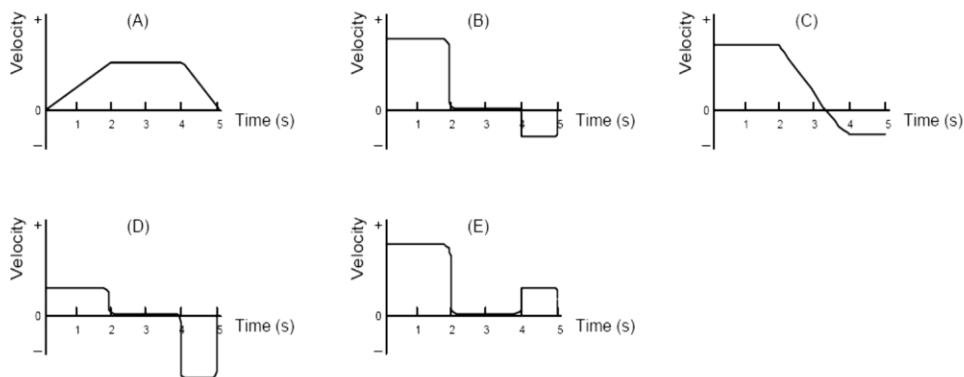 (A)
Velocity
+
0
−
1 2 3 4 5
Time (s)
(B)
Velocity
+
0
−
1 2 3 4 5
Time (s)
(C)
Velocity
+
0
−
1 2 3 4 5
Time (s)
(D)
Velocity
+
0
−
1 2 3 4 5
Time (s)
(E)
Velocity
+
0
−
1 2 3 4 5
Time (s)